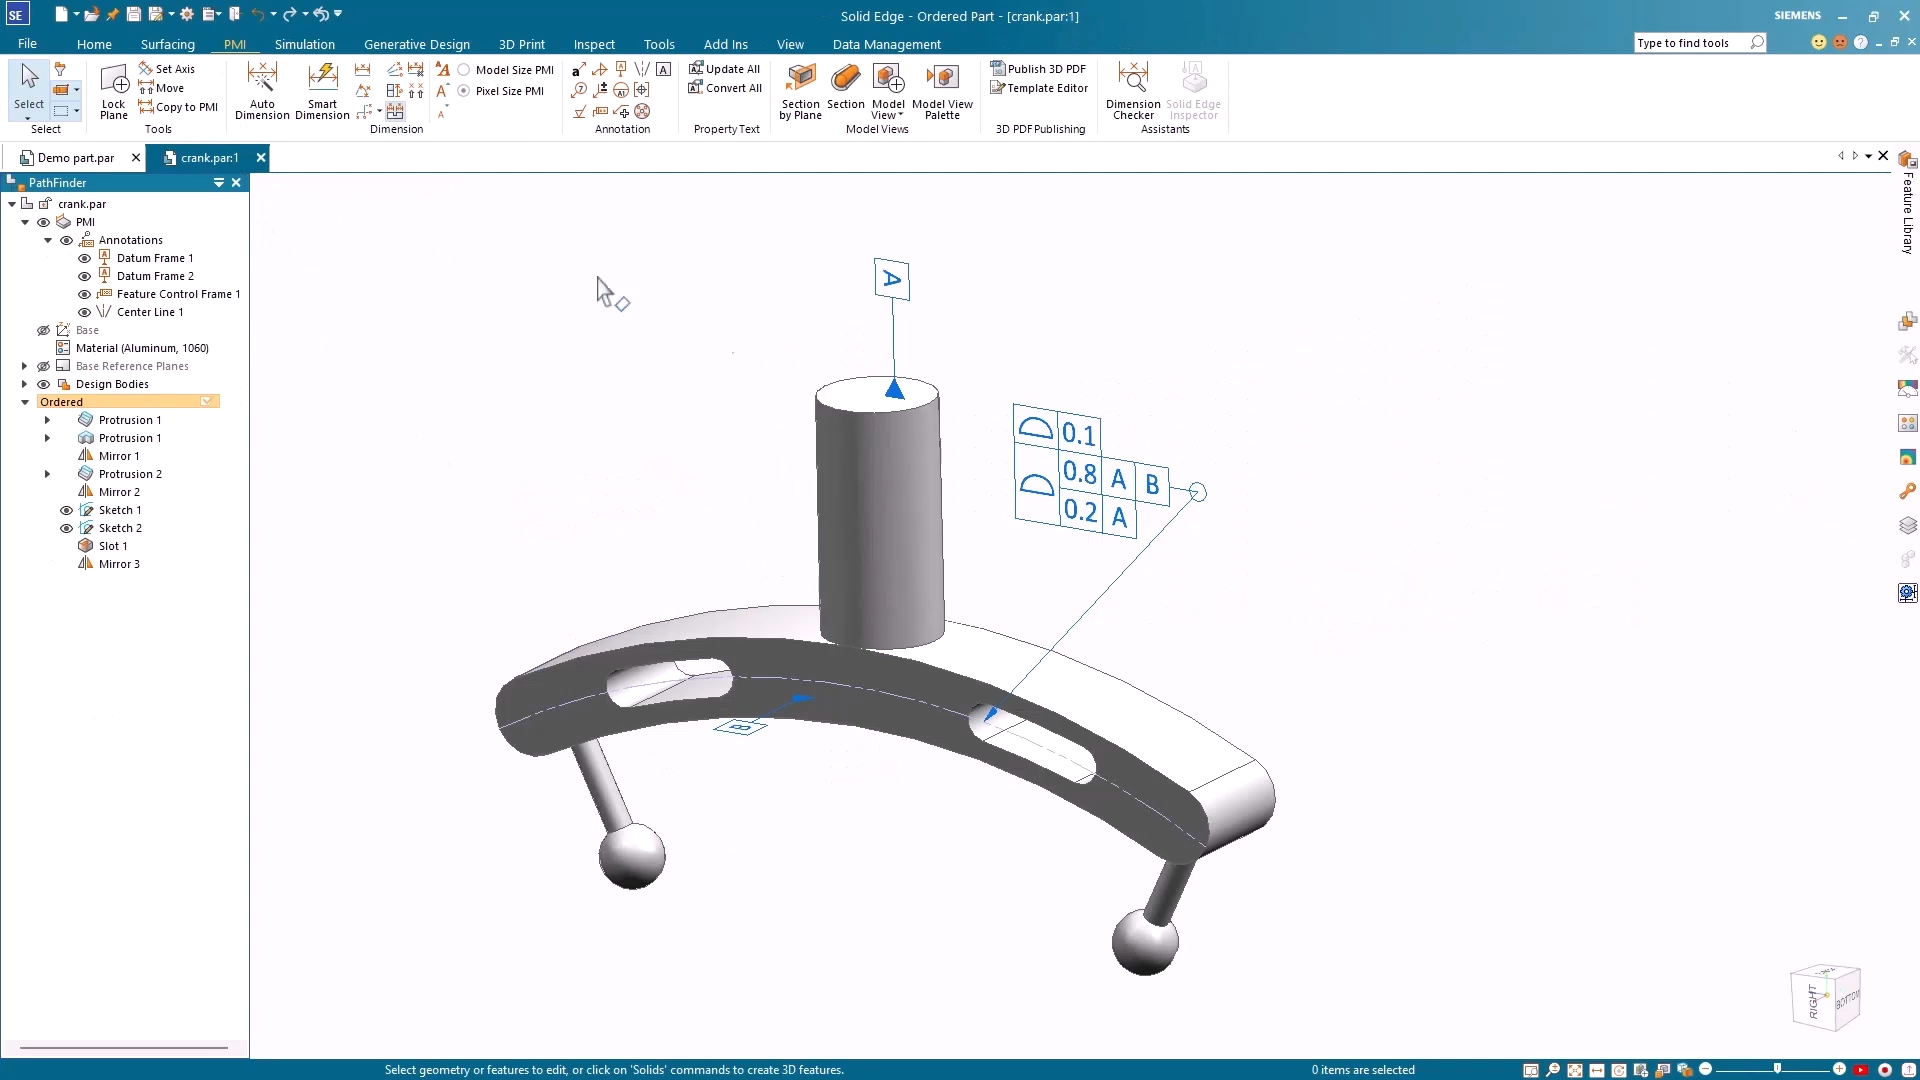 SE
Solid Edge - Ordered Part - [crank.par:1]
SIEMENS
File
Home
Surfacing
PMI
Simulation
Generative Design
3D Print
Inspect
Tools
Add Ins
View
Data Management
Type to find tools
Select
Select
Lock Plane
Set Axis
Move
Copy to PMI
Tools
Auto Dimension
Smart Dimension
Model Size PMI
Pixel Size PMI
Dimension
Annotation
Update All
Convert All
Property Text
Section by Plane
Section
Model View
Model View Palette
Model Views
Publish 3D PDF
Template Editor
3D PDF Publishing
Dimension Checker
Solid Edge Inspector
Assistants
Demo part.par
crank.par:1
PathFinder
crank.par
PMI
Annotations
Datum Frame 1
Datum Frame 2
Feature Control Frame 1
Center Line 1
Base
Material (Aluminum, 1060)
Base Reference Planes
Design Bodies
Ordered
Protrusion 1
Protrusion 1
Mirror 1
Protrusion 2
Mirror 2
Sketch 1
Sketch 2
Slot 1
Mirror 3
Feature Library
A
0.1
0.8 A B
0.2 A
B
RIGHT
BOTTOM
Select geometry or features to edit, or click on 'Solids' commands to create 3D features.
0 items are selected